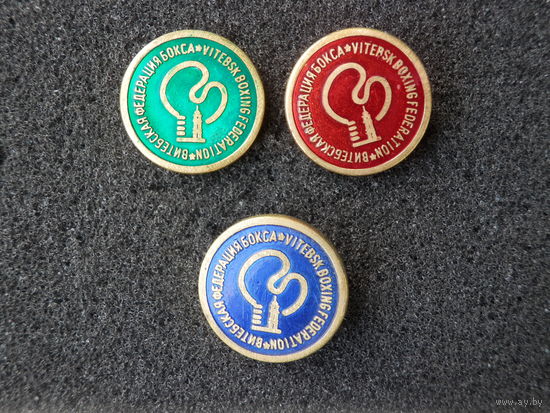 ВИТЕБСКАЯ ФЕДЕРАЦИЯ БОКСА*VITEBSK BOXING FEDERATION*
ВИТЕБСКАЯ ФЕДЕРАЦИЯ БОКСА*VITEBSK BOXING FEDERATION*
ВИТЕБСКАЯ ФЕДЕРАЦИЯ БОКСА*VITEBSK BOXING FEDERATION*
www.ay.by